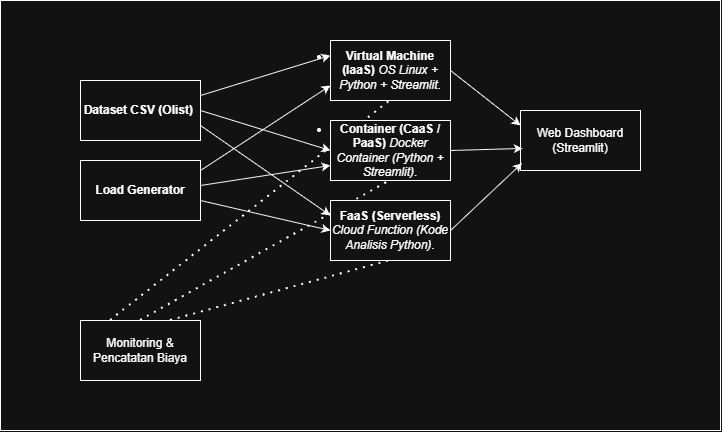 Dataset CSV (Olist)
Load Generator
Monitoring &
Pencatatan Biaya
• Virtual Machine
(IaaS) OS Linux +
Python + Streamlit.
• Container (CaaS /
PaaS) Docker
Container (Python +
Streamlit).
FaaS (Serverless)
Cloud Function (Kode
Analisis Python).
Web Dashboard
(Streamlit)